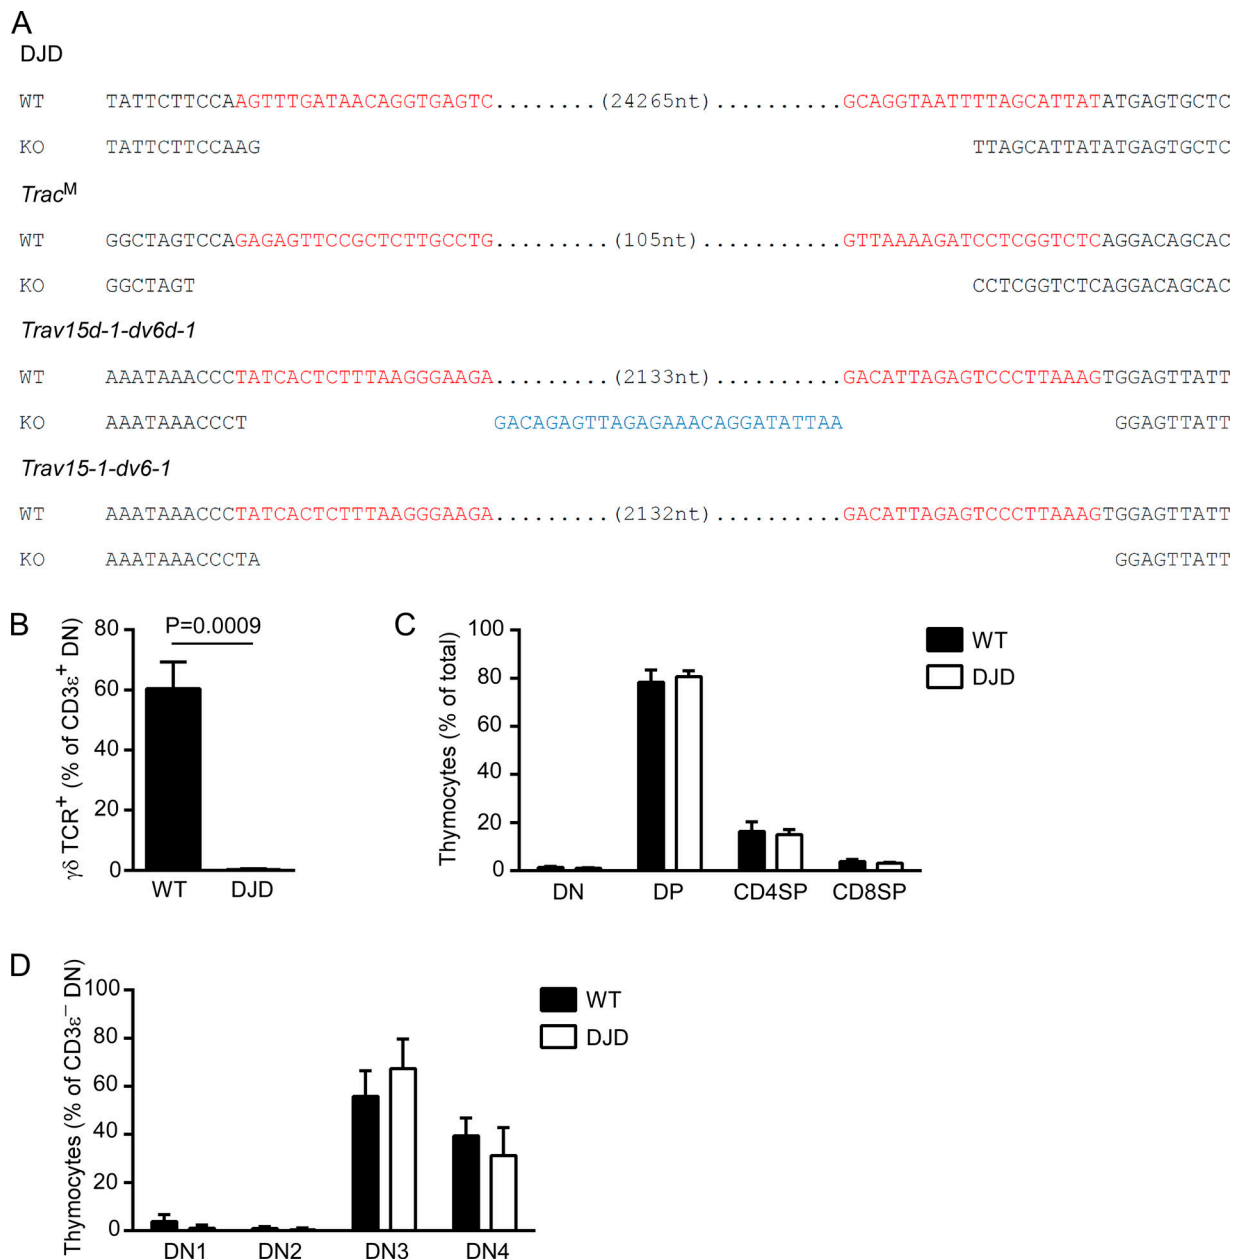 A
DJD
WT TATTCTTCCAAGTTTGATAACAGGTGAGTC........(24265nt)..........GCAGGTAATTTTAGCATTATATGAGTGCTC
KO TATTCTTCCAAG TTAGCATTATATGAGTGCTC
Trac^M
WT GGCTAGTCCAGAGAGTTCCGCTCTTGCCTG.........(105nt)...........GTTAAAAGATCCTCGGTCTCAGGACAGCAC
KO GGCTAGT CCTCGGTCTCAGGACAGCAC
Trav15d-1-dv6d-1
WT AAATAAACCCTATCACTCTTTAAGGGAAGA.........(2133nt)..........GACATTAGAGTCCCTTAAAGTGGAGTTATT
KO AAATAAACCCT GACAGAGTTAGAGAAACAGGATATTAA GGAGTTATT
Trav15-1-dv6-1
WT AAATAAACCCTATCACTCTTTAAGGGAAGA.........(2132nt)..........GACATTAGAGTCCCTTAAAGTGGAGTTATT
KO AAATAAACCCTA GGAGTTATT
B
γδ TCR+ (% of CD3ε+ DN)
80
60
40
20
0
P=0.0009
WT DJD
C
Thymocytes (% of total)
100
80
60
40
20
0
DN DP CD4SP CD8SP
WT
DJD
D
Thymocytes (% of CD3ε− DN)
100
80
60
40
20
0
DN1 DN2 DN3 DN4
WT
DJD